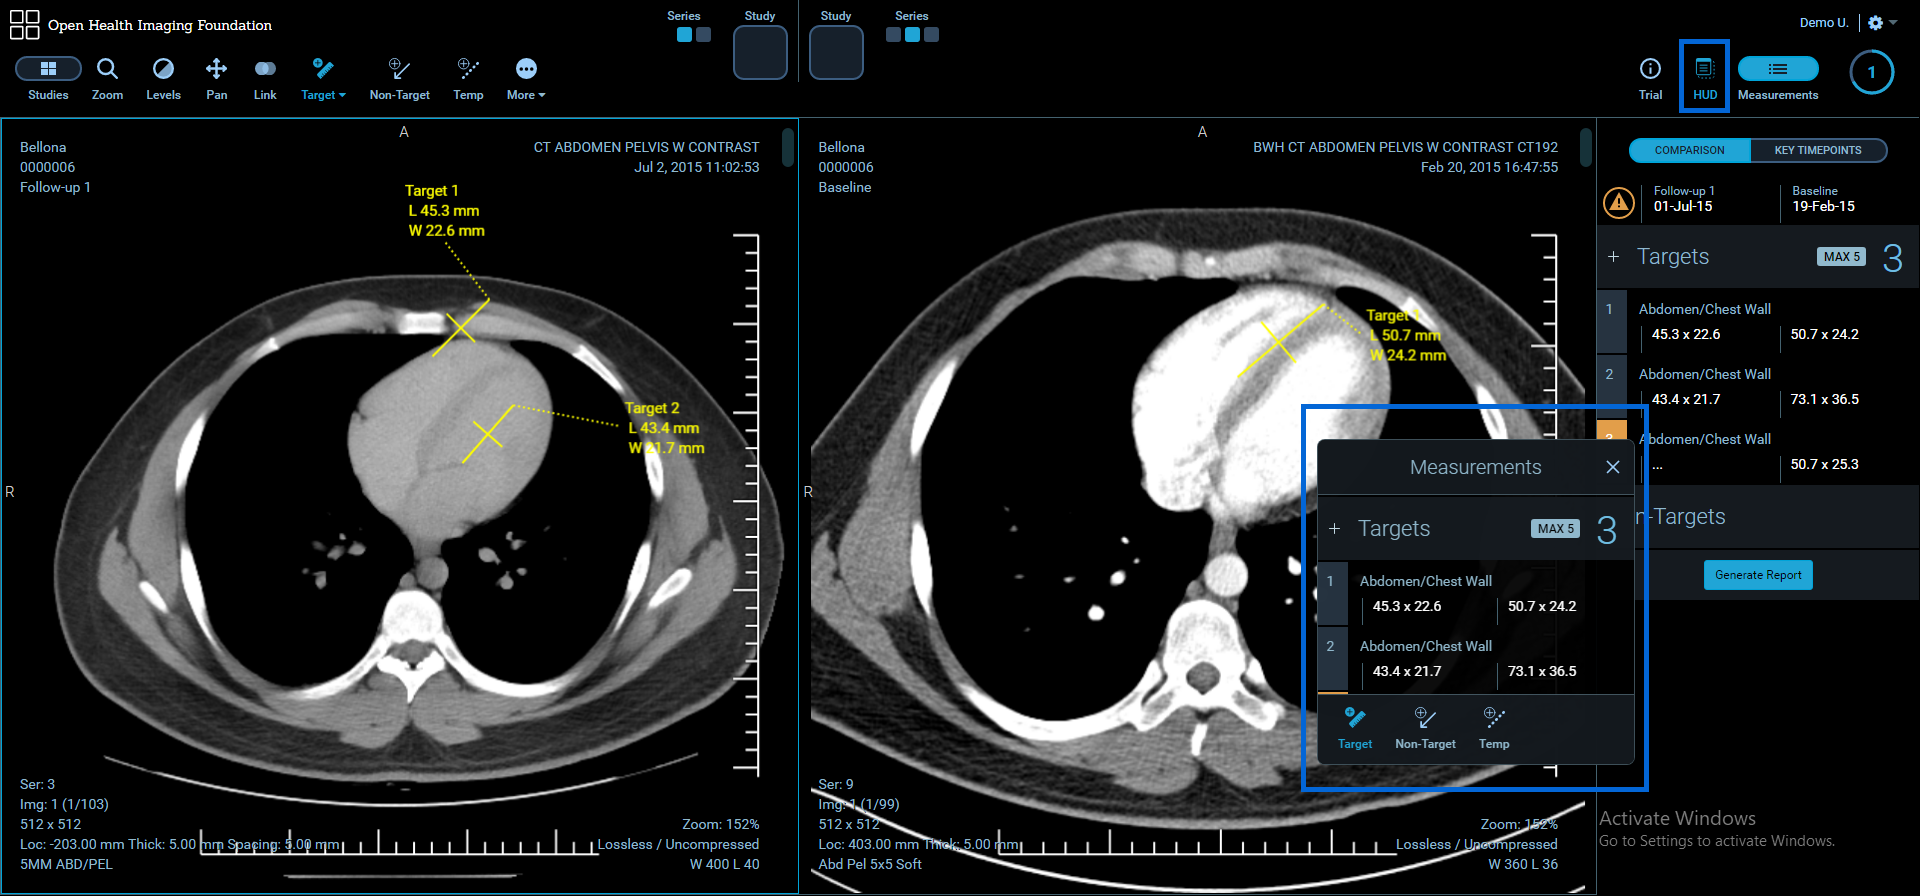 Open Health Imaging Foundation
Series
Study
Study
Series
Demo U.
Studies
Zoom
Levels
Pan
Link
Target
Non-Target
Temp
More
Trial
HUD
Measurements
1
A
Bellona
0000006
Follow-up 1
CT ABDOMEN PELVIS W CONTRAST
Jul 2, 2015 11:02:53
Target 1
L 45.3 mm
W 22.6 mm
Target 2
L 43.4 mm
W 21.7 mm
R
Ser: 3
Img: 1 (1/103)
512 x 512
Loc: -203.00 mm Thick: 5.00 mm Spacing: 5.00 mm
5MM ABD/PEL
Zoom: 152%
Lossless / Uncompressed
W 400 L 40
A
Bellona
0000006
Baseline
BWH CT ABDOMEN PELVIS W CONTRAST CT192
Feb 20, 2015 16:47:55
Target 1
L 50.7 mm
W 24.2 mm
R
Ser: 9
Img: 1 (1/99)
512 x 512
Loc: 403.00 mm Thick: 5.00 mm
Abd Pel 5x5 Soft
Zoom: 152%
Lossless / Uncompressed
W 360 L 36
COMPARISON
KEY TIMEPOINTS
Follow-up 1
01-Jul-15
Baseline
19-Feb-15
Targets
MAX 5
3
1
Abdomen/Chest Wall
45.3 x 22.6
50.7 x 24.2
2
Abdomen/Chest Wall
43.4 x 21.7
73.1 x 36.5
Abdomen/Chest Wall
...
50.7 x 25.3
n-Targets
Generate Report
Measurements
Targets
MAX 5
3
1
Abdomen/Chest Wall
45.3 x 22.6
50.7 x 24.2
2
Abdomen/Chest Wall
43.4 x 21.7
73.1 x 36.5
Target
Non-Target
Temp
Activate Windows
Go to Settings to activate Windows.